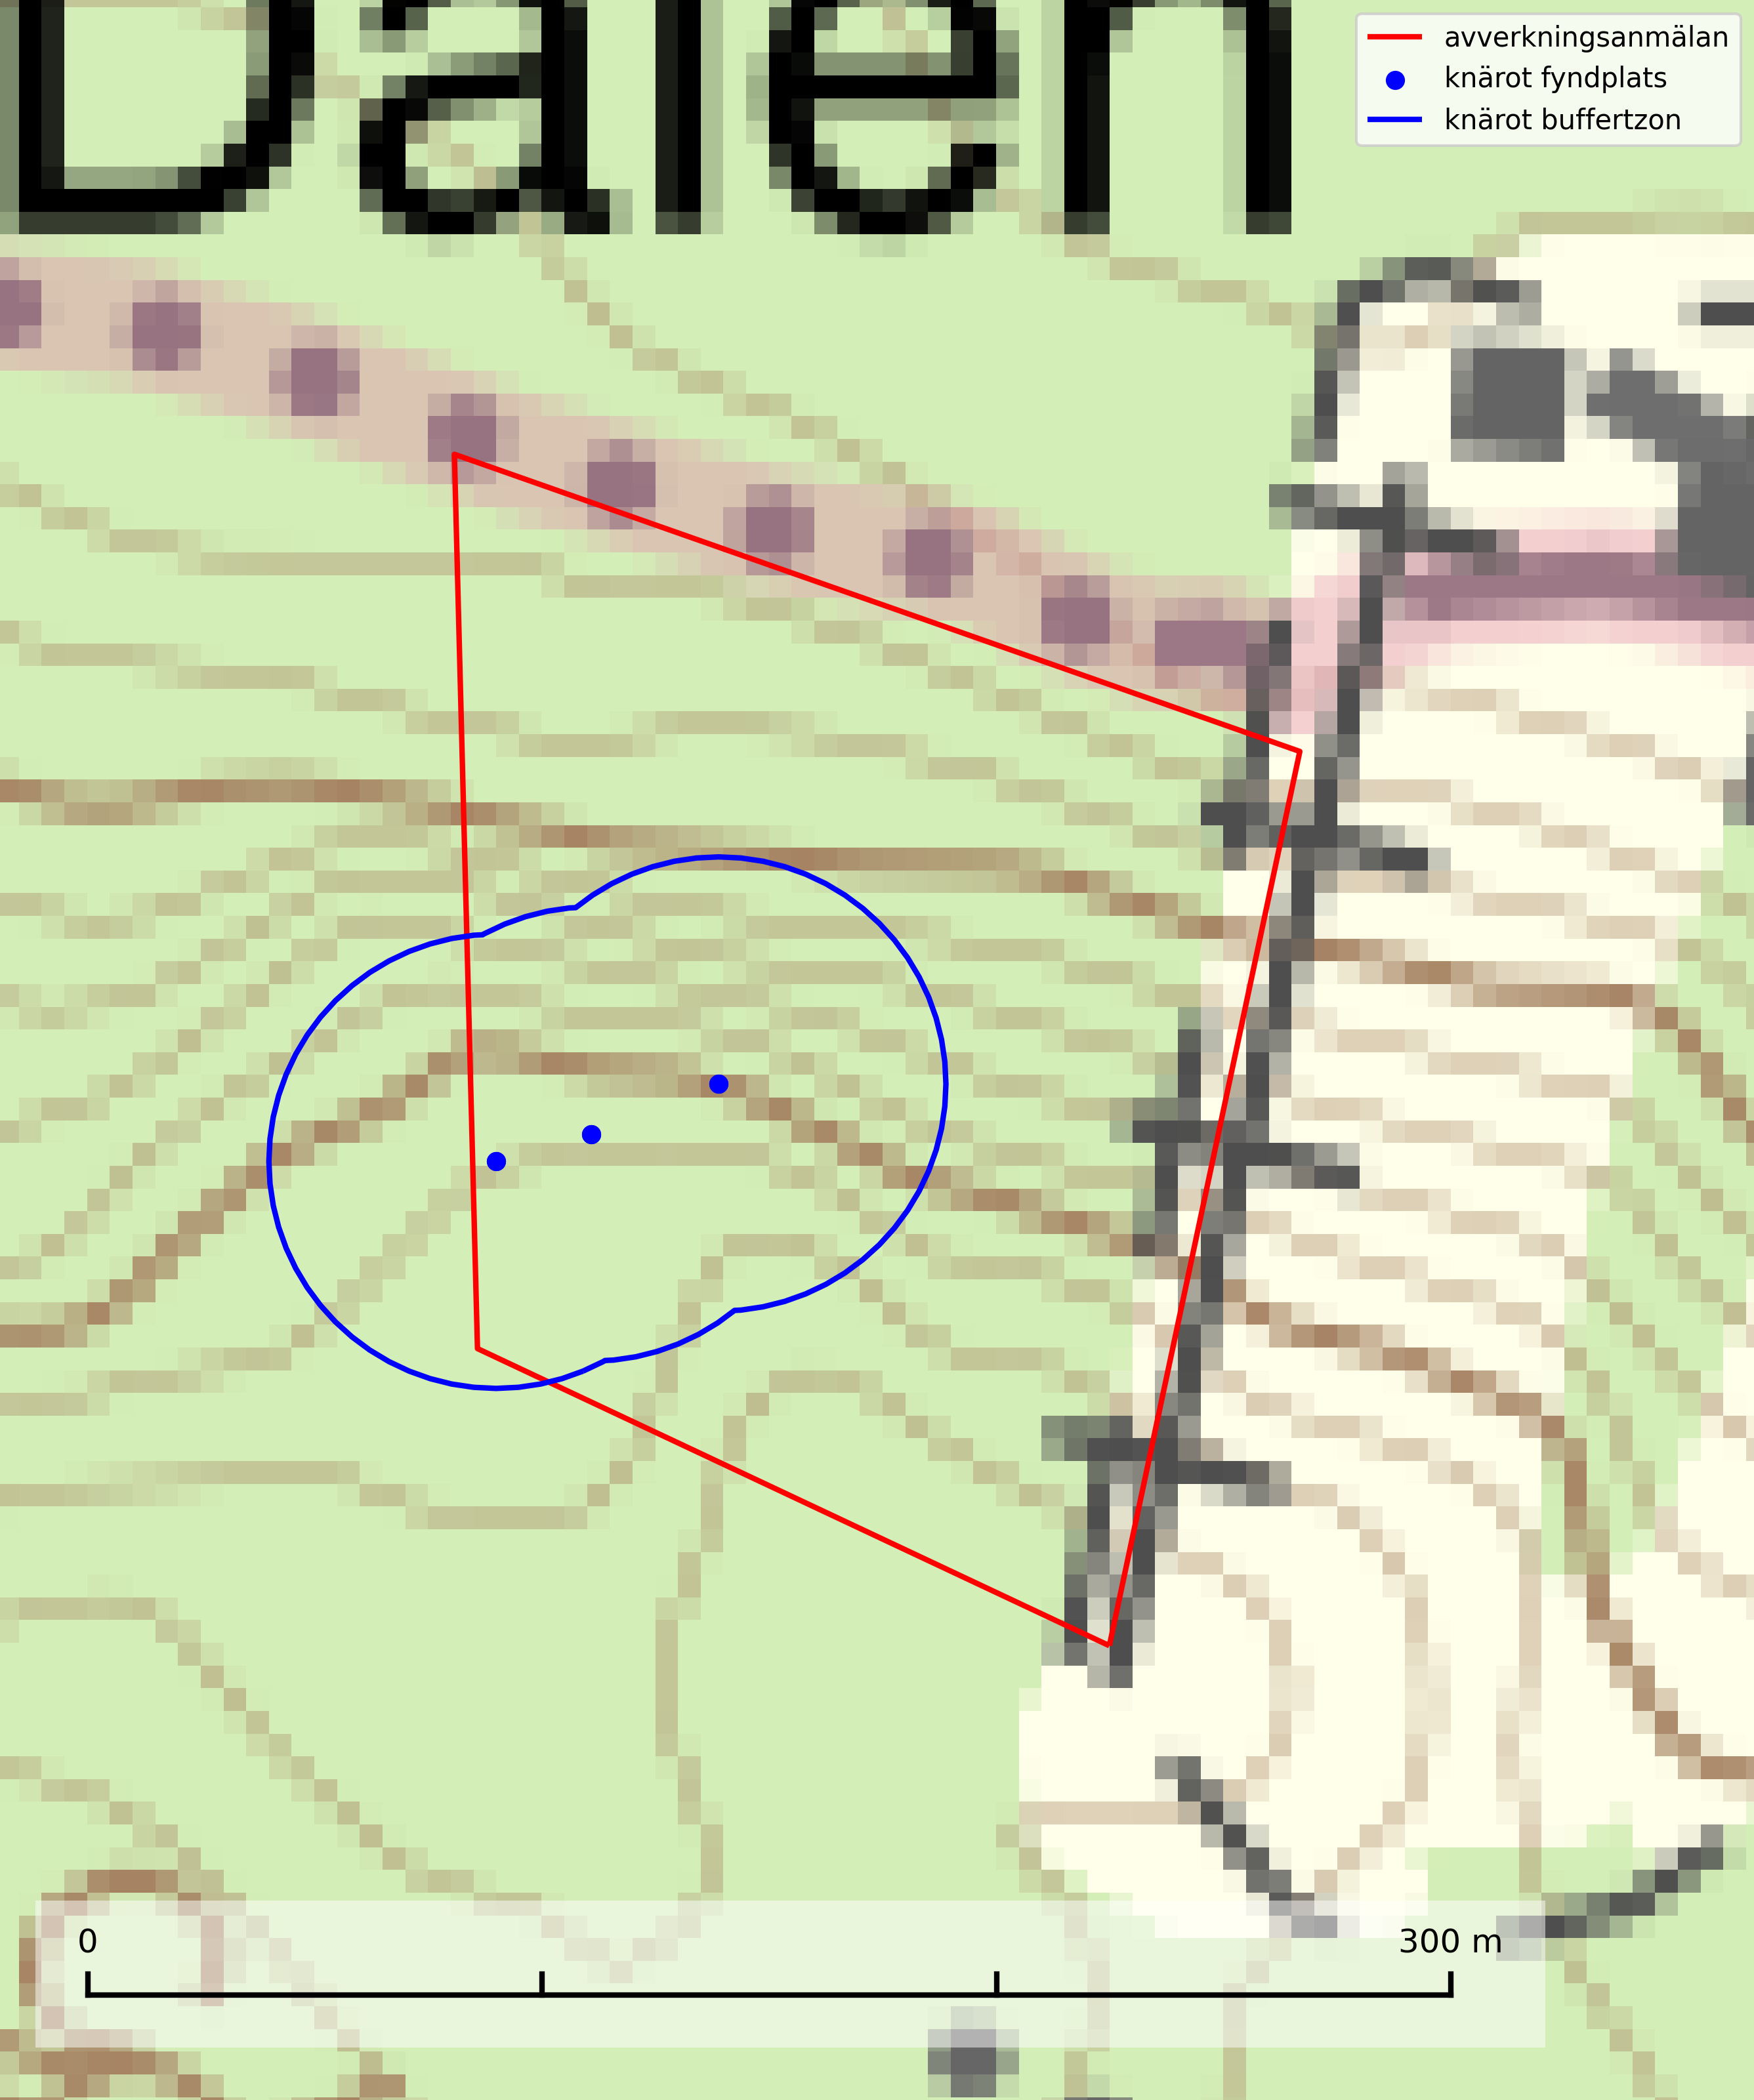 Dalen
avverkningsanmälan
knärot fyndplats
knärot buffertzon
0 300 m